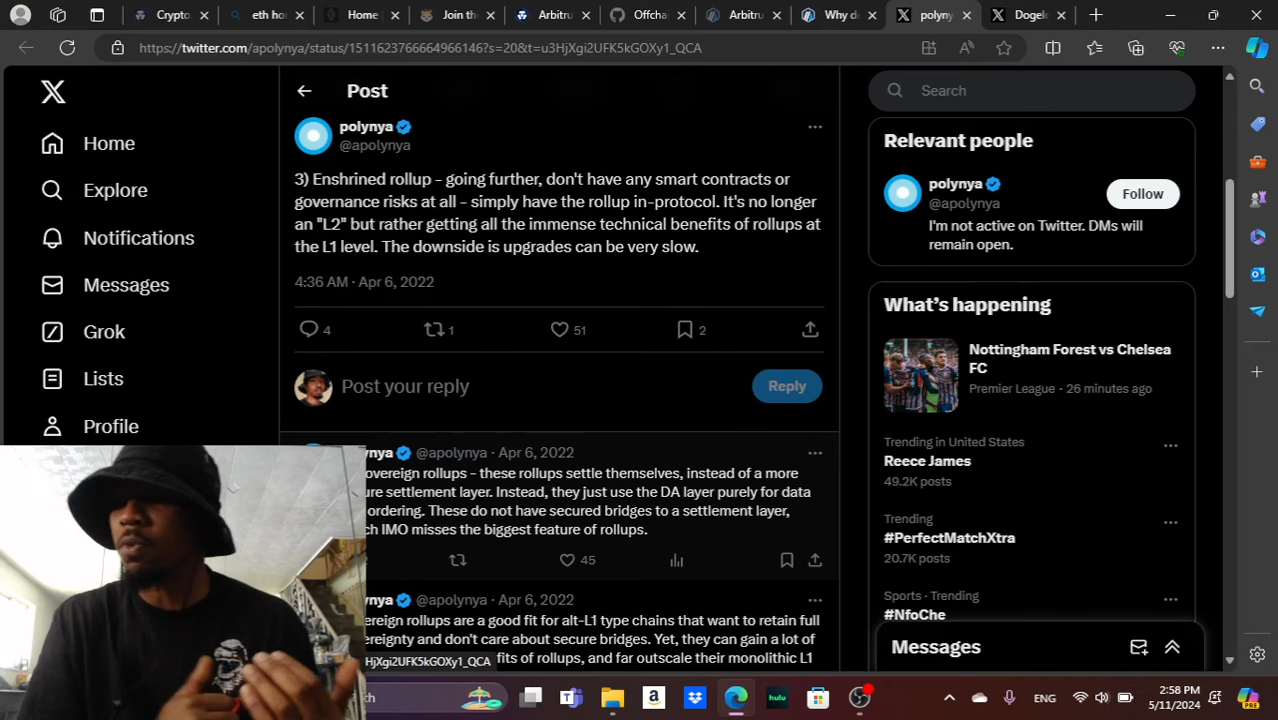 Crypto
eth ho
Home
Join the
Arbitru
Offcha
Arbitru
Why de
polyny
Dogele
https://twitter.com/apolynya/status/1511623766649966146?s=20&t=u3HjXgi2UFK5kGOXy1_QCA
Home
Explore
Notifications
Messages
Grok
Lists
Profile
Post
polynya
@apolynya
3) Enshrined rollup - going further, don't have any smart contracts or
governance risks at all - simply have the rollup in-protocol. It's no longer
an "L2" but rather getting all the immense technical benefits of rollups at
the L1 level. The downside is upgrades can be very slow.
4:36 AM · Apr 6, 2022
4
1
51
2
Post your reply
Reply
nya @apolynya · Apr 6, 2022
overeign rollups - these rollups settle themselves, instead of a more
ure settlement layer. Instead, they just use the DA layer purely for data
ordering. These do not have secured bridges to a settlement layer,
ch IMO misses the biggest feature of rollups.
45
nya @apolynya · Apr 6, 2022
ereign rollups are a good fit for alt-L1 type chains that want to retain full
ereignty and don't care about secure bridges. Yet, they can gain a lot of
fits of rollups, and far outscale their monolithic L1
HjXgi2UFK5kGOXy1_QCA
Search
Relevant people
polynya
@apolynya
Follow
I'm not active on Twitter. DMs will
remain open.
What's happening
Nottingham Forest vs Chelsea
FC
Premier League · 26 minutes ago
Trending in United States
Reece James
49.2K posts
Trending
#PerfectMatchXtra
20.7K posts
Sports · Trending
#NfoChe
Messages
ch
hulu
ENG
2:58 PM
5/11/2024
PRE